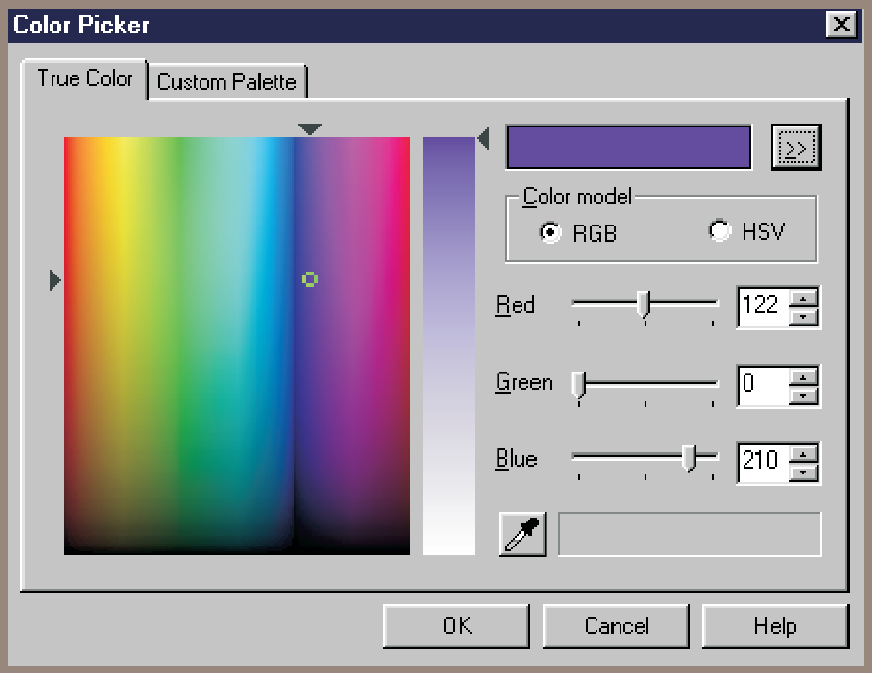 Color Picker
True Color
Custom Palette
>>
Color model
RGB
HSV
Red
122
Green
0
Blue
210
OK
Cancel
Help